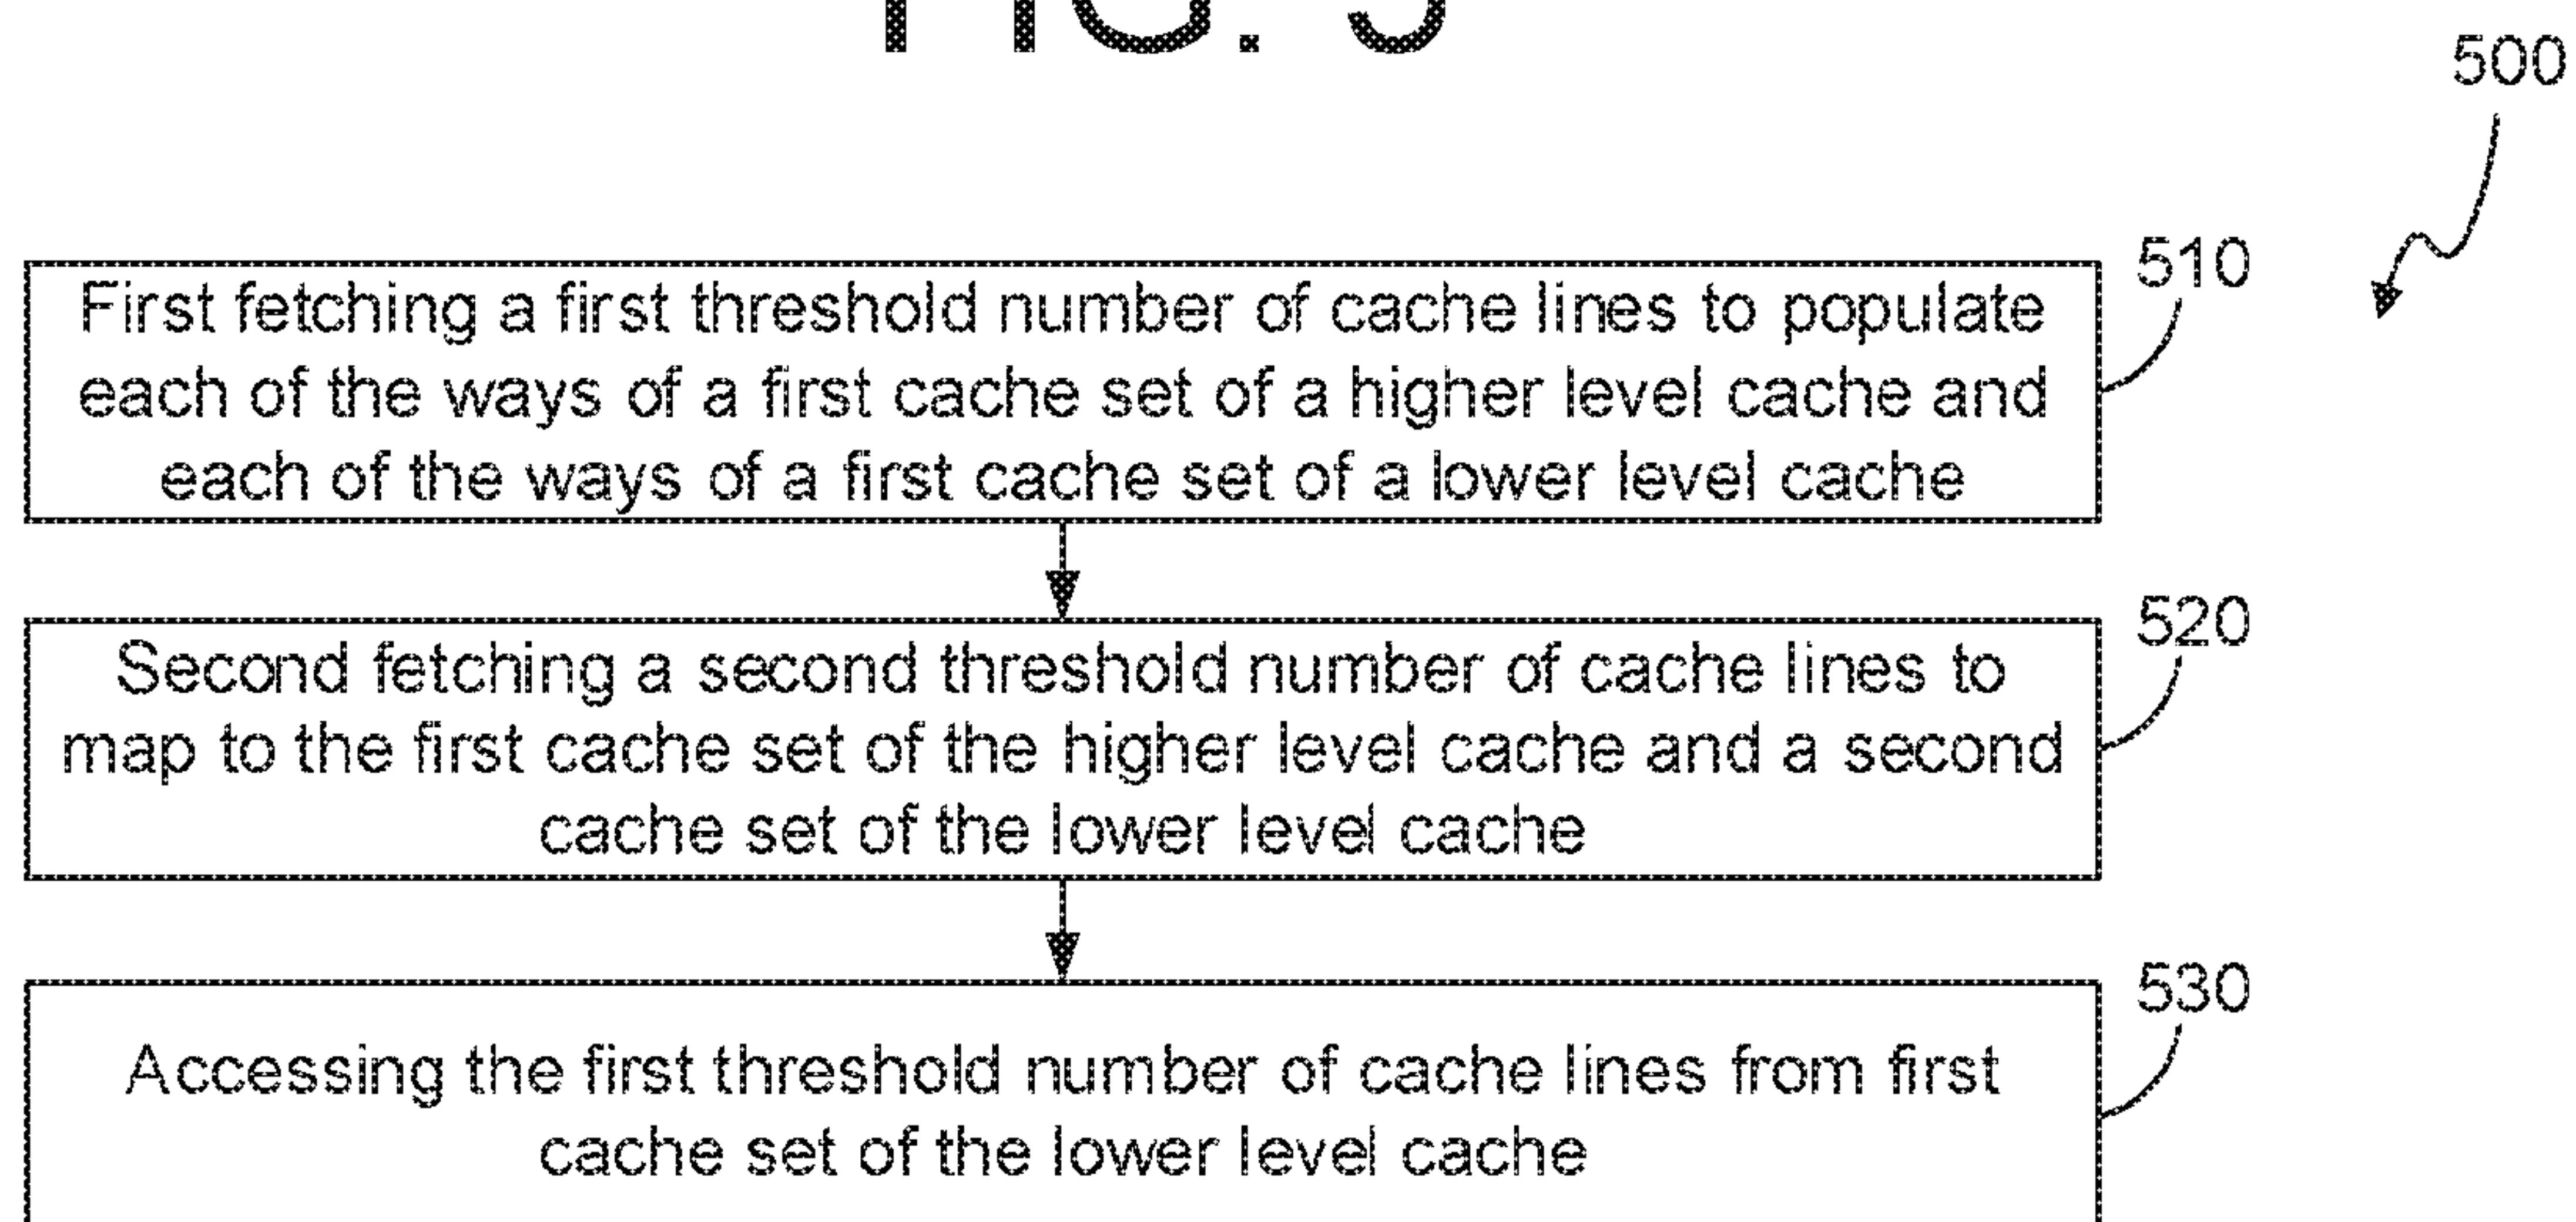 FIG. 5
500
510
First fetching a first threshold number of cache lines to populate
each of the ways of a first cache set of a higher level cache and
each of the ways of a first cache set of a lower level cache
520
Second fetching a second threshold number of cache lines to
map to the first cache set of the higher level cache and a second
cache set of the lower level cache
530
Accessing the first threshold number of cache lines from first
cache set of the lower level cache